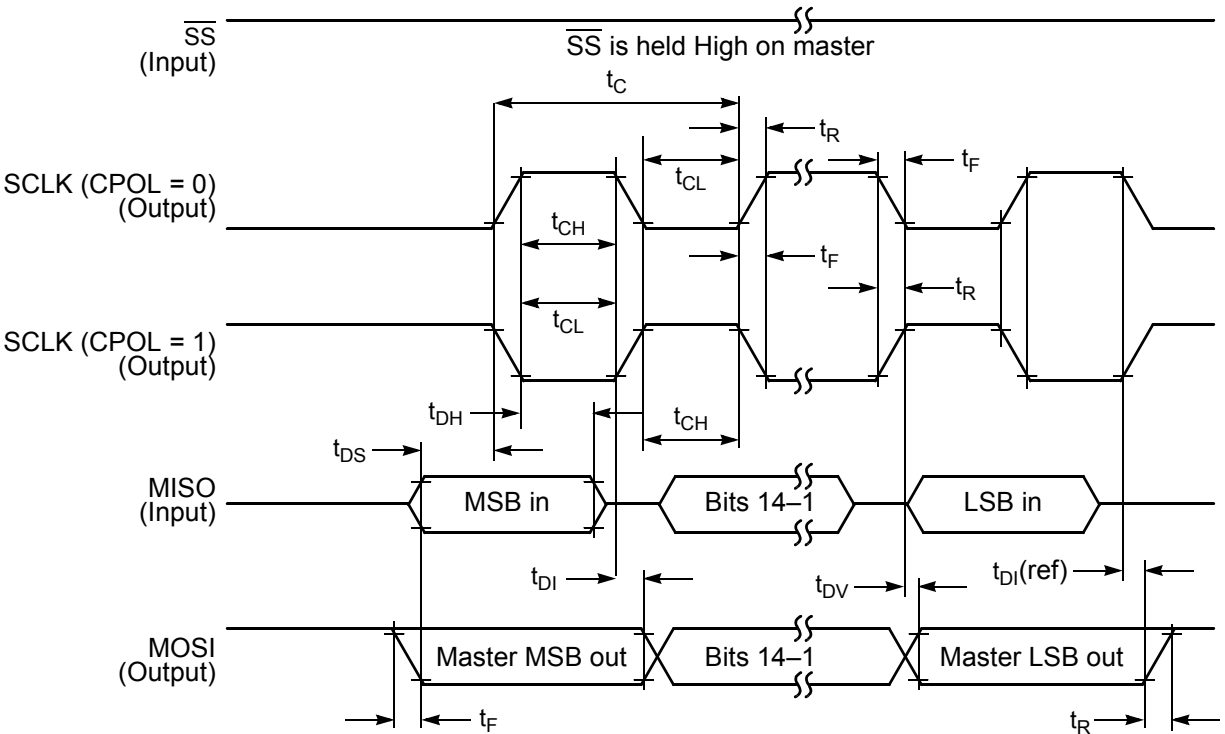 SS
(Input)
SS is held High on master
tC
tR
tF
SCLK (CPOL = 0)
(Output)
tCL
tCH
tF
tR
tCL
SCLK (CPOL = 1)
(Output)
tDH
tCH
tDS
MISO
(Input)
MSB in
Bits 14–1
LSB in
tDI
tDV
tDI(ref)
MOSI
(Output)
Master MSB out
Bits 14–1
Master LSB out
tF
tR